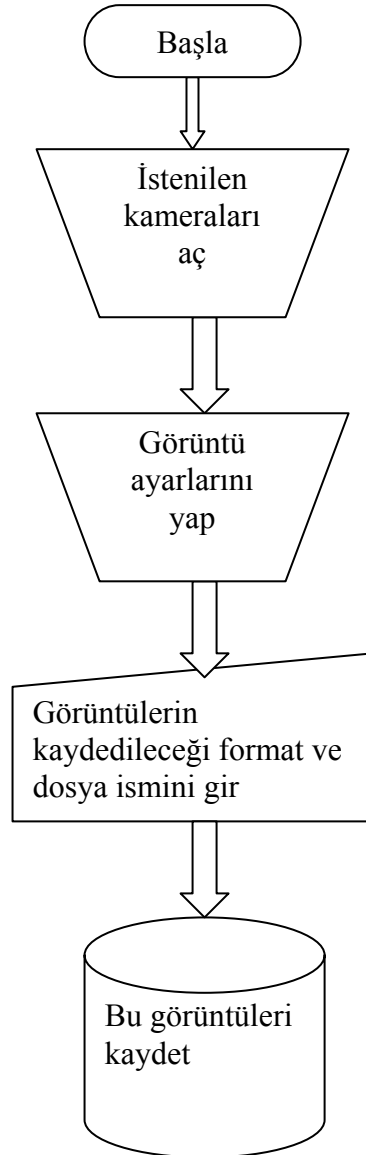 Başla
İstenilen
kameraları
aç
Görüntü
ayarlarını
yap
Görüntülerin
kaydedileceği format ve
dosya ismini gir
Bu görüntüleri
kaydet